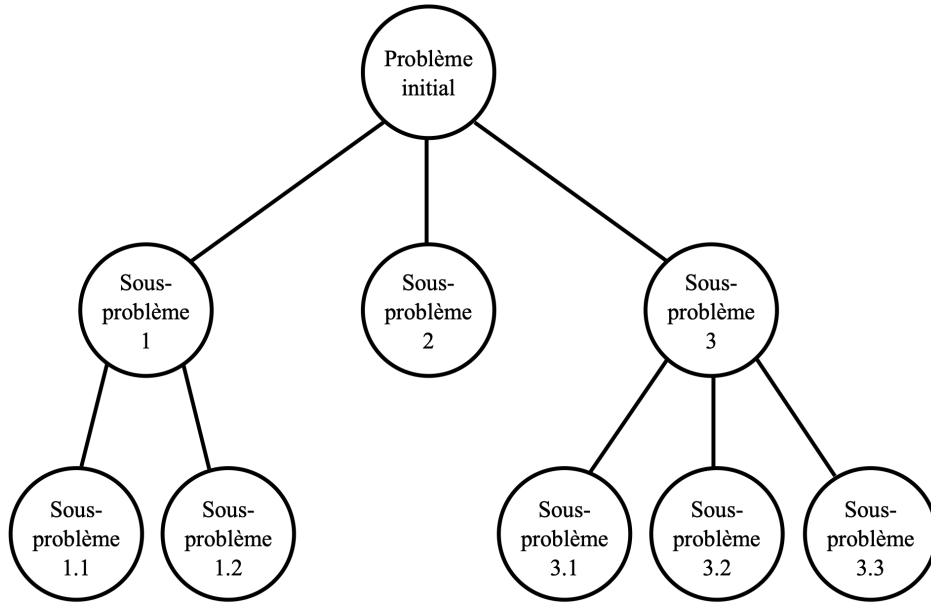 Problème
initial
Sous-
problème
1
Sous-
problème
2
Sous-
problème
3
Sous-
problème
1.1
Sous-
problème
1.2
Sous-
problème
3.1
Sous-
problème
3.2
Sous-
problème
3.3